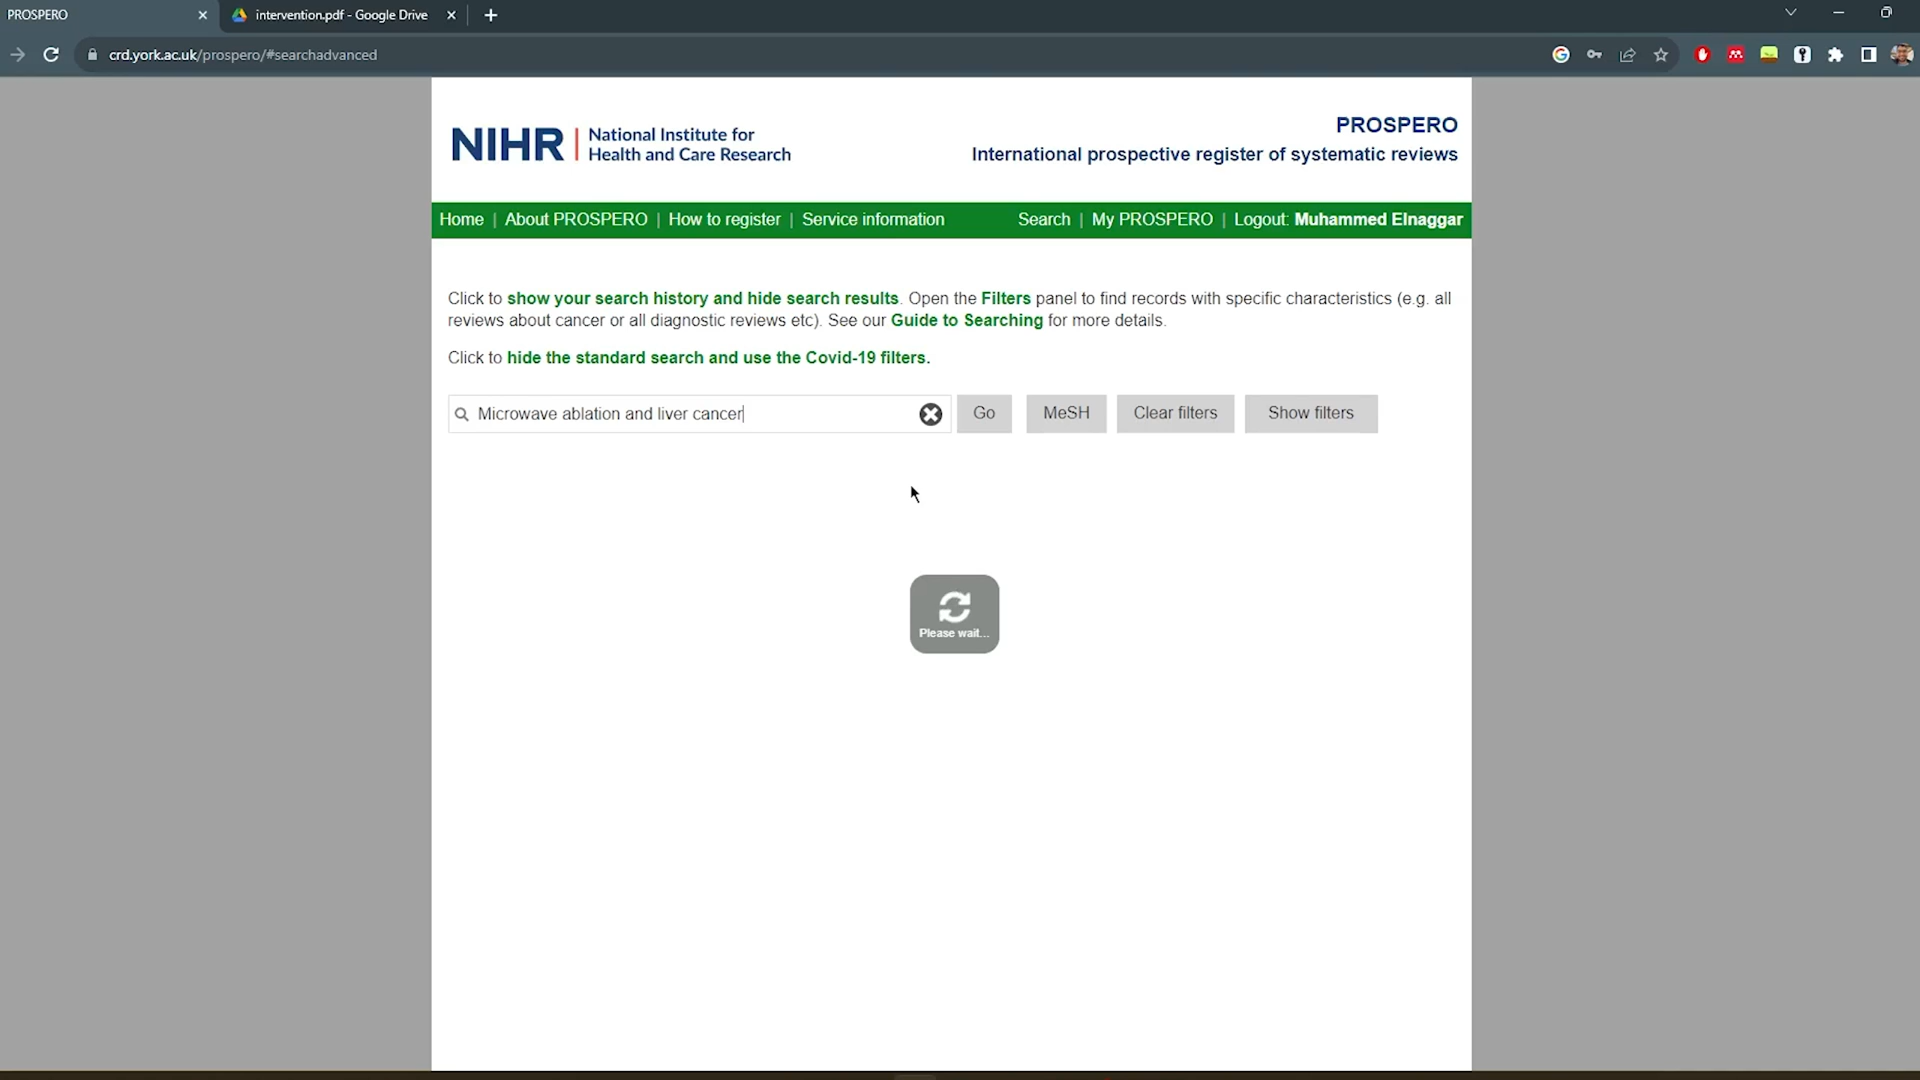 PROSPERO
intervention.pdf - Google Drive
crd.york.ac.uk/prospero/#searchadvanced
NIHR | National Institute for
Health and Care Research
PROSPERO
International prospective register of systematic reviews
Home | About PROSPERO | How to register | Service information
Search | My PROSPERO | Logout: Muhammed Elnaggar
Click to show your search history and hide search results. Open the Filters panel to find records with specific characteristics (e.g. all
reviews about cancer or all diagnostic reviews etc). See our Guide to Searching for more details.
Click to hide the standard search and use the Covid-19 filters.
Microwave ablation and liver cancer
Go
MeSH
Clear filters
Show filters
Please wait...